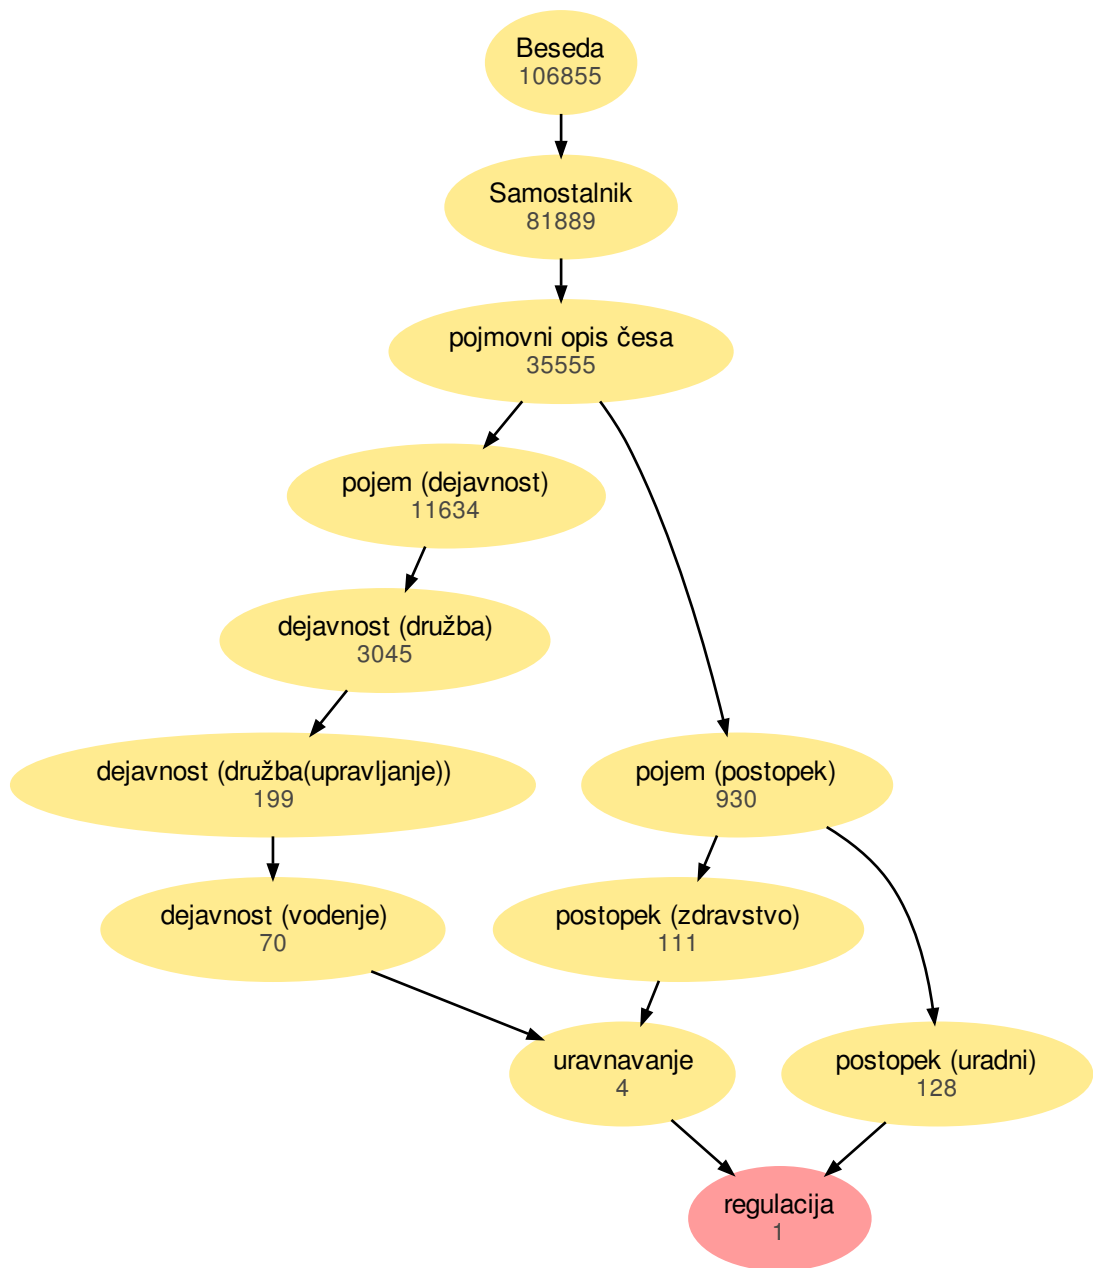 Beseda
106855
Samostalnik
81889
pojmovni opis česa
35555
pojem (dejavnost)
11634
dejavnost (družba)
3045
dejavnost (družba(upravljanje))
199
pojem (postopek)
930
dejavnost (vodenje)
70
postopek (zdravstvo)
111
uravnavanje
4
postopek (uradni)
128
regulacija
1